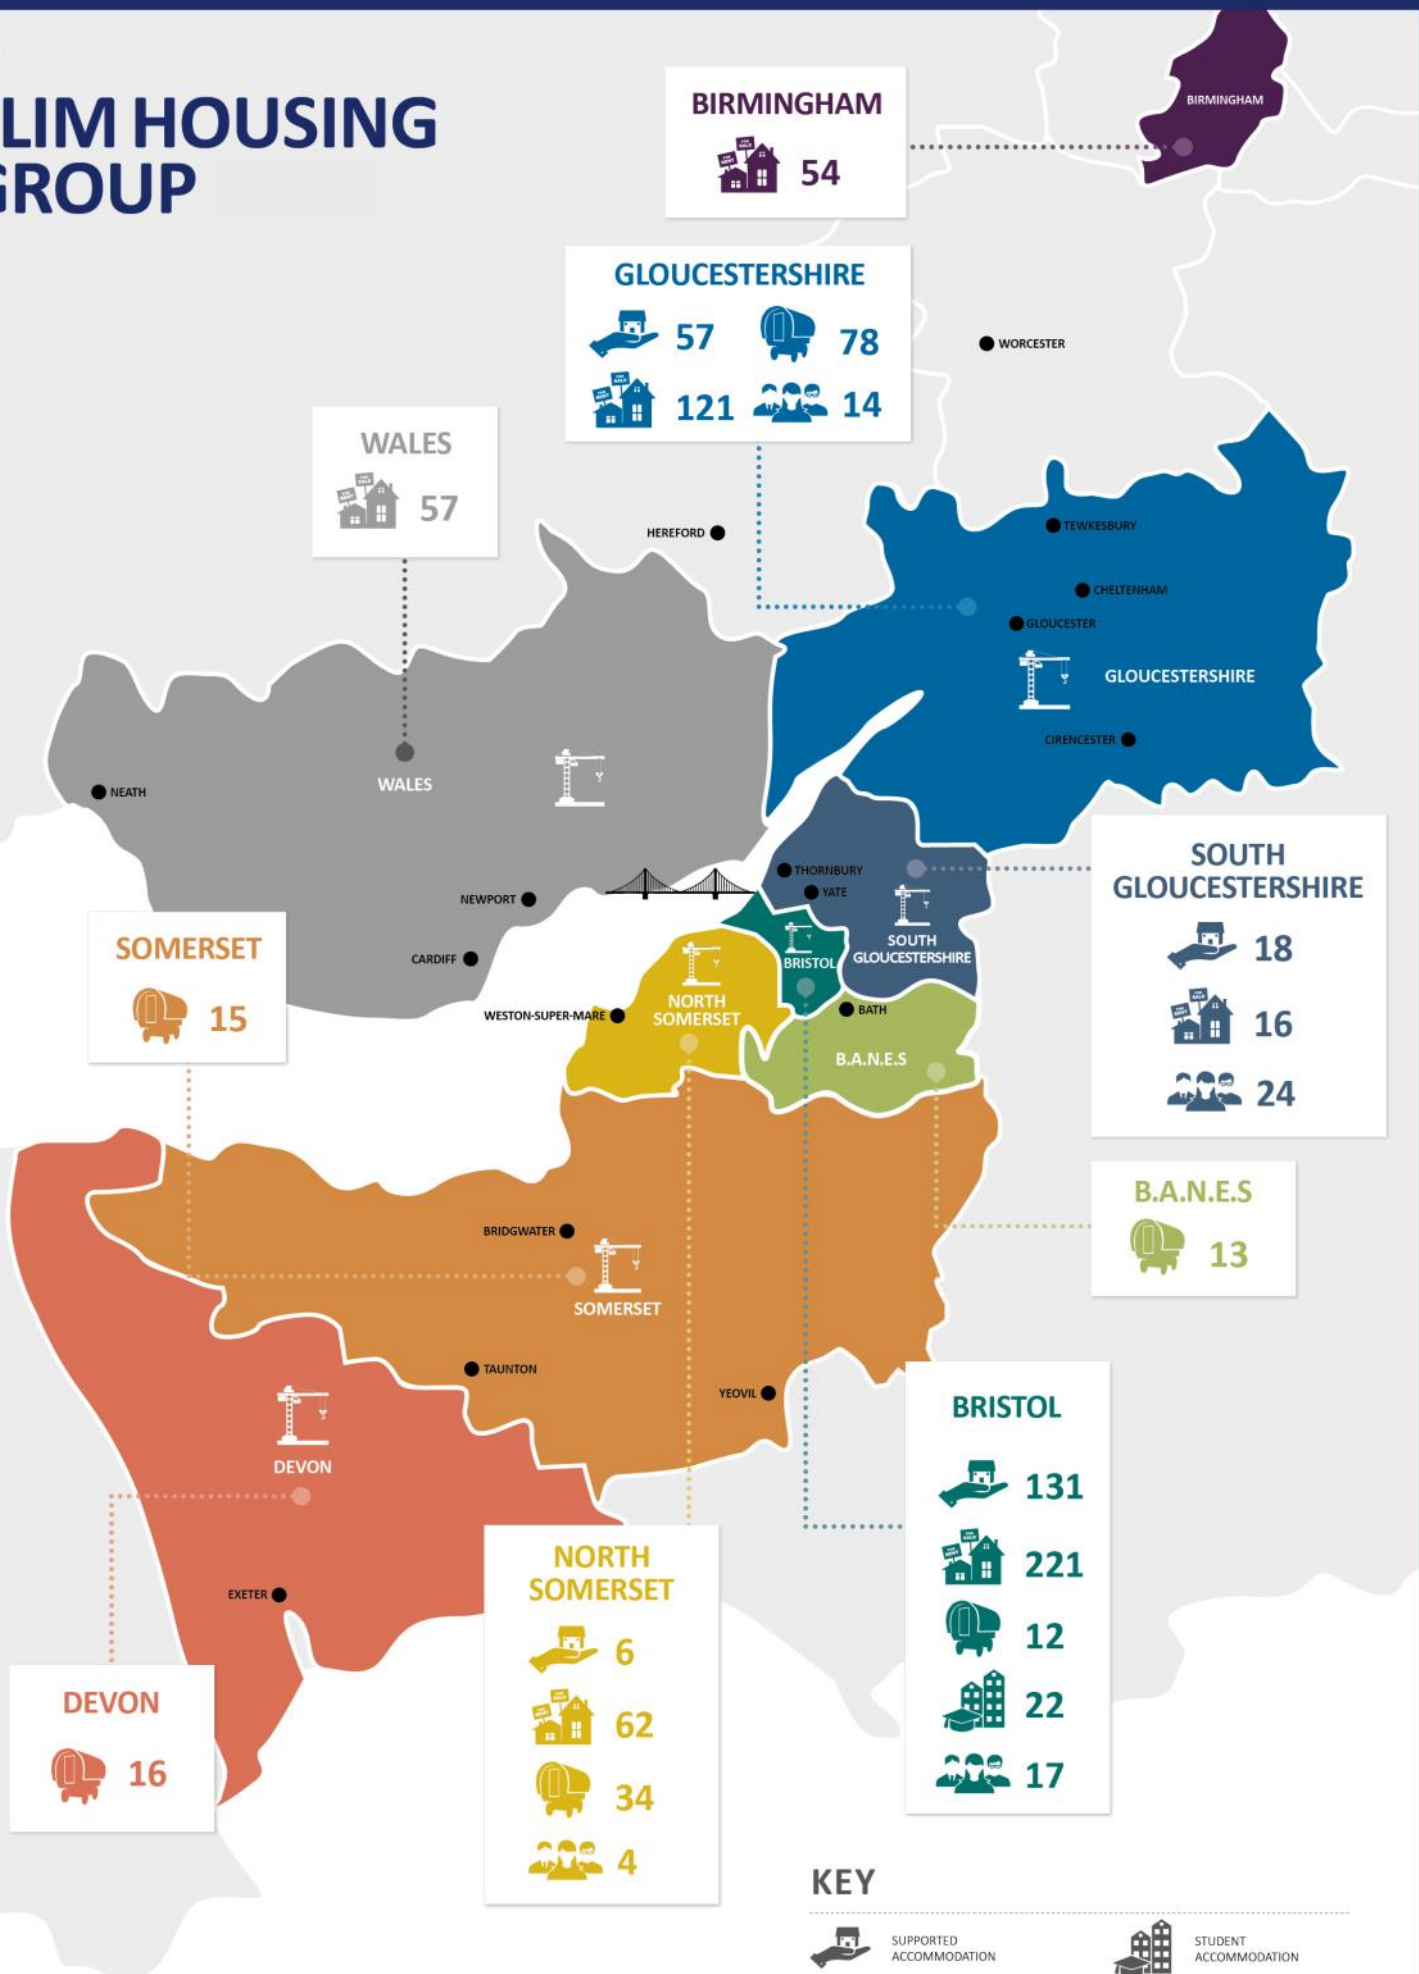 LIM HOUSING
GROUP
BIRMINGHAM
54
BIRMINGHAM
GLOUCESTERSHIRE
57
78
121
14
WORCESTER
WALES
57
HEREFORD
TEWKESBURY
CHELTENHAM
GLOUCESTER
GLOUCESTERSHIRE
CIRENCESTER
WALES
NEATH
NEWPORT
CARDIFF
THORNBURY
YATE
SOUTH
GLOUCESTERSHIRE
BRISTOL
NORTH
SOMERSET
WESTON-SUPER-MARE
BATH
B.A.N.E.S
SOUTH
GLOUCESTERSHIRE
18
16
24
SOMERSET
15
B.A.N.E.S
13
BRIDGWATER
SOMERSET
TAUNTON
YEOVIL
DEVON
EXETER
BRISTOL
131
221
12
22
17
NORTH
SOMERSET
6
62
34
4
DEVON
16
KEY
SUPPORTED
ACCOMMODATION
STUDENT
ACCOMMODATION